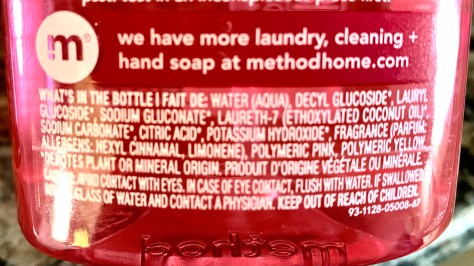 m®
we have more laundry, cleaning +
hand soap at methodhome.com
WHAT'S IN THE BOTTLE I FAIT DE: WATER (AQUA), DECYL GLUCOSIDE*, LAURYL
GLUCOSIDE*, SODIUM GLUCONATE*, LAURETH-7 (ETHOXYLATED COCONUT OIL)*,
SODIUM CARBONATE*, CITRIC ACID*, POTASSIUM HYDROXIDE*, FRAGRANCE (PARFUM:
ALLERGENS: HEXYL CINNAMAL, LIMONENE), POLYMERIC PINK, POLYMERIC YELLOW.
*DENOTES PLANT OR MINERAL ORIGIN. PRODUIT D'ORIGINE VÉGÉTALE OU MINÉRALE.
AVOID CONTACT WITH EYES. IN CASE OF EYE CONTACT, FLUSH WITH WATER. IF SWALLOWED,
GLASS OF WATER AND CONTACT A PHYSICIAN. KEEP OUT OF REACH OF CHILDREN.
93-1128-05008-67
method